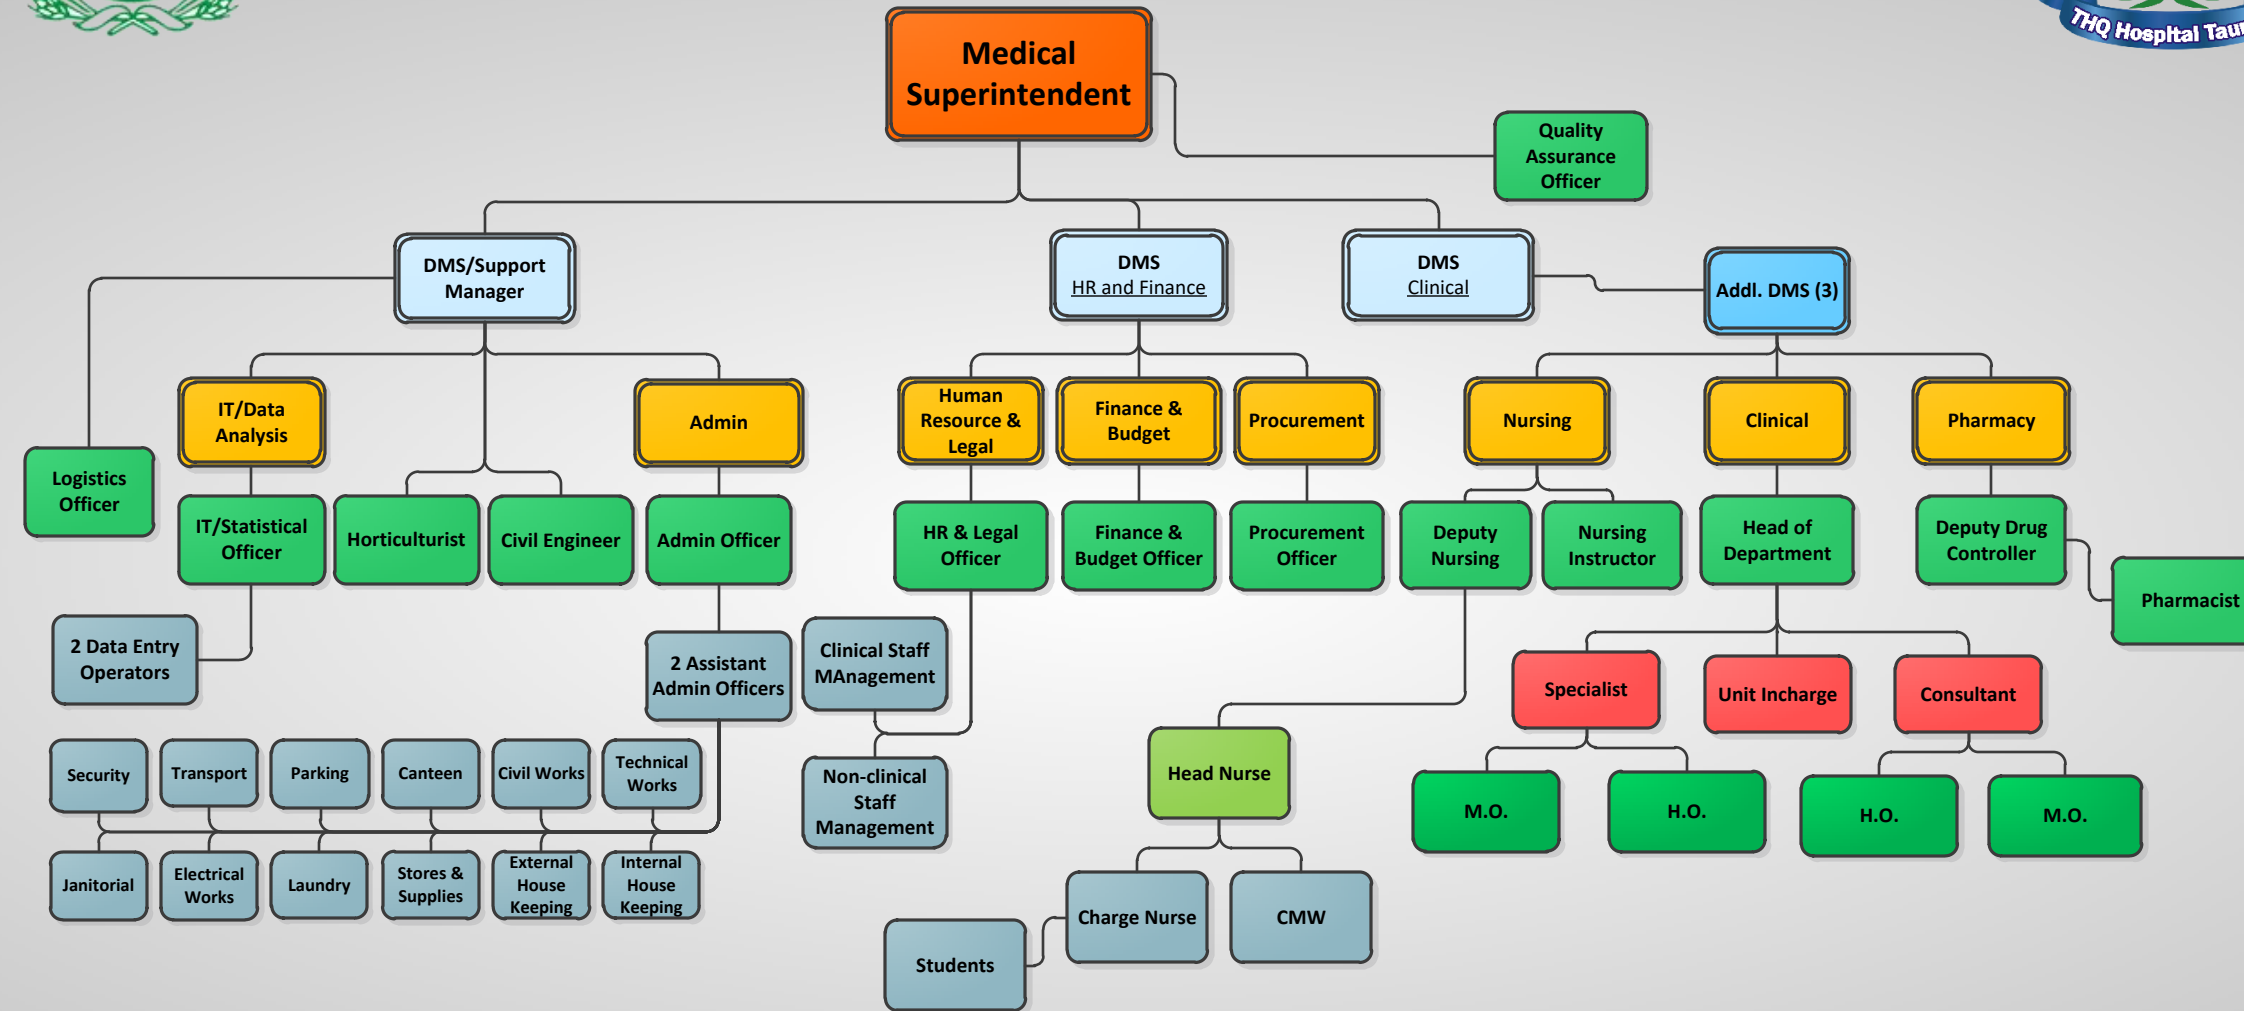 THQ Hospital
Medical
Superintendent
Quality
Assurance
Officer
DMS/Support
Manager
DMS
HR and Finance
DMS
Clinical
Addl. DMS (3)
IT/Data
Analysis
Admin
Human
Resource &
Legal
Finance &
Budget
Procurement
Nursing
Clinical
Pharmacy
Logistics
Officer
IT/Statistical
Officer
Horticulturist
Civil Engineer
Admin Officer
HR & Legal
Officer
Finance &
Budget Officer
Procurement
Officer
Deputy
Nursing
Nursing
Instructor
Head of
Department
Deputy Drug
Controller
Pharmacist
2 Data Entry
Operators
2 Assistant
Admin Officers
Clinical Staff
MAnagement
Specialist
Unit Incharge
Consultant
Security
Transport
Parking
Canteen
Civil Works
Technical
Works
Non-clinical
Staff
Management
Head Nurse
M.O.
H.O.
H.O.
M.O.
Janitorial
Electrical
Works
Laundry
Stores &
Supplies
External
House
Keeping
Internal
House
Keeping
Charge Nurse
CMW
Students